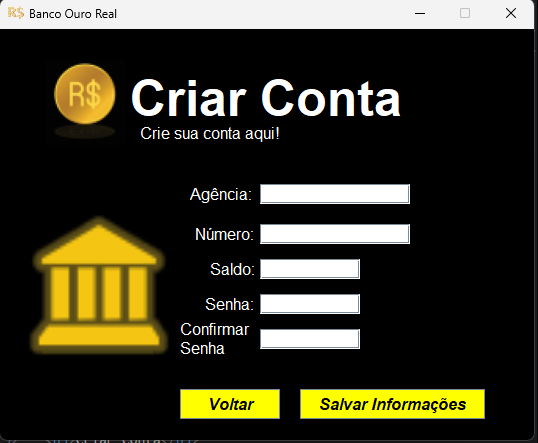 R$ Banco Ouro Real
R$
Criar Conta
Crie sua conta aqui!
Agência:
Número:
Saldo:
Senha:
Confirmar
Senha
Voltar
Salvar Informações